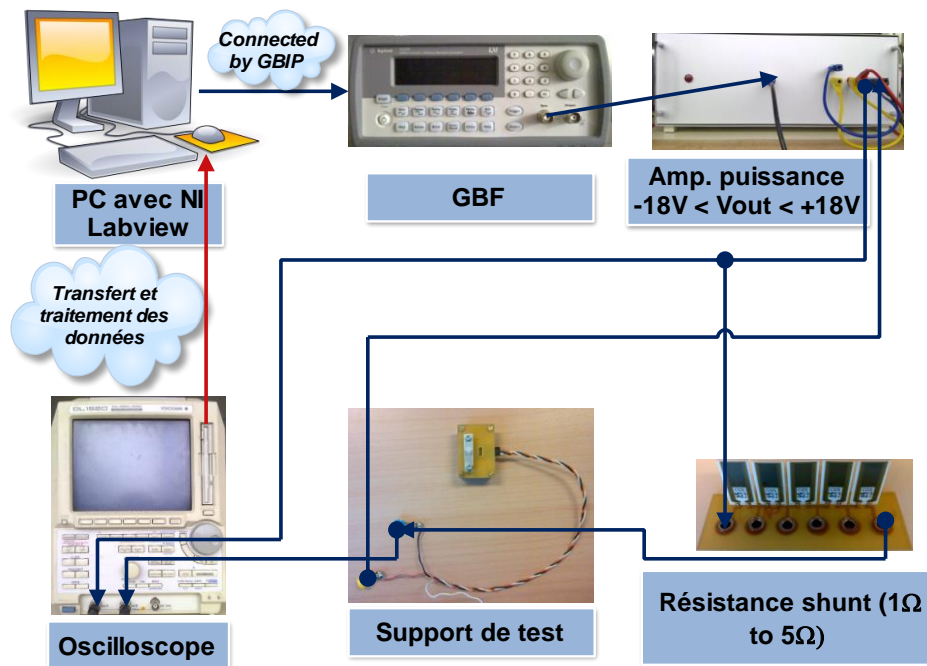 Connected
by GBIP
PC avec NI
Labview
GBF
Amp. puissance
-18V < Vout < +18V
Transfert et
traitement des
données
Oscilloscope
Support de test
Résistance shunt (1Ω
to 5Ω)